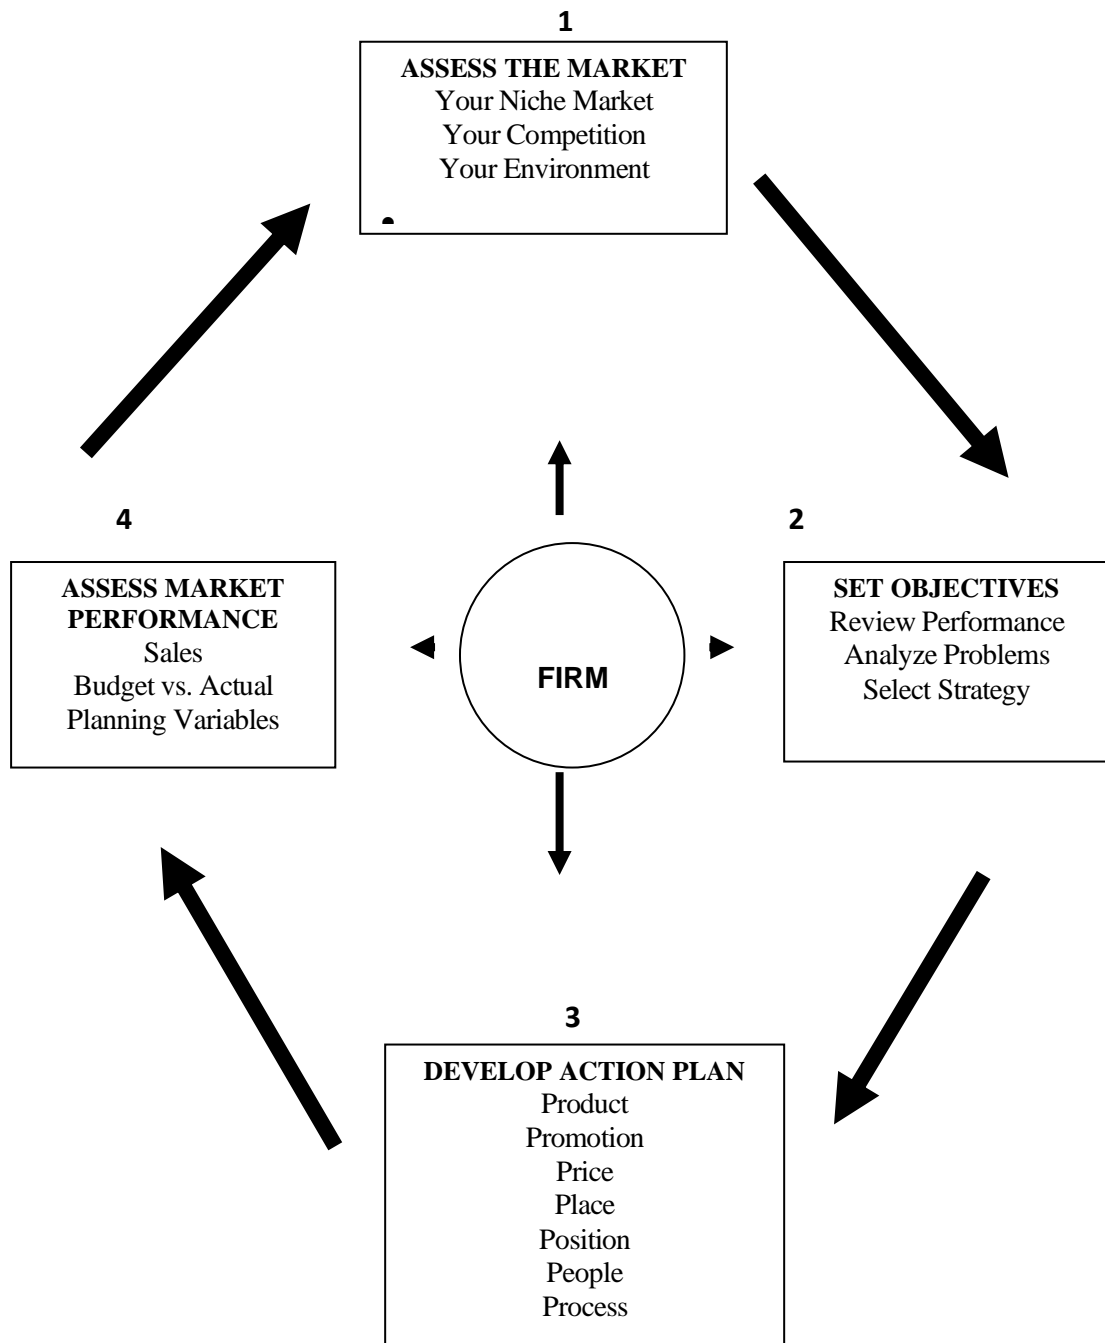 1
ASSESS THE MARKET
Your Niche Market
Your Competition
Your Environment
4
ASSESS MARKET
PERFORMANCE
Sales
Budget vs. Actual
Planning Variables
FIRM
2
SET OBJECTIVES
Review Performance
Analyze Problems
Select Strategy
3
DEVELOP ACTION PLAN
Product
Promotion
Price
Place
Position
People
Process